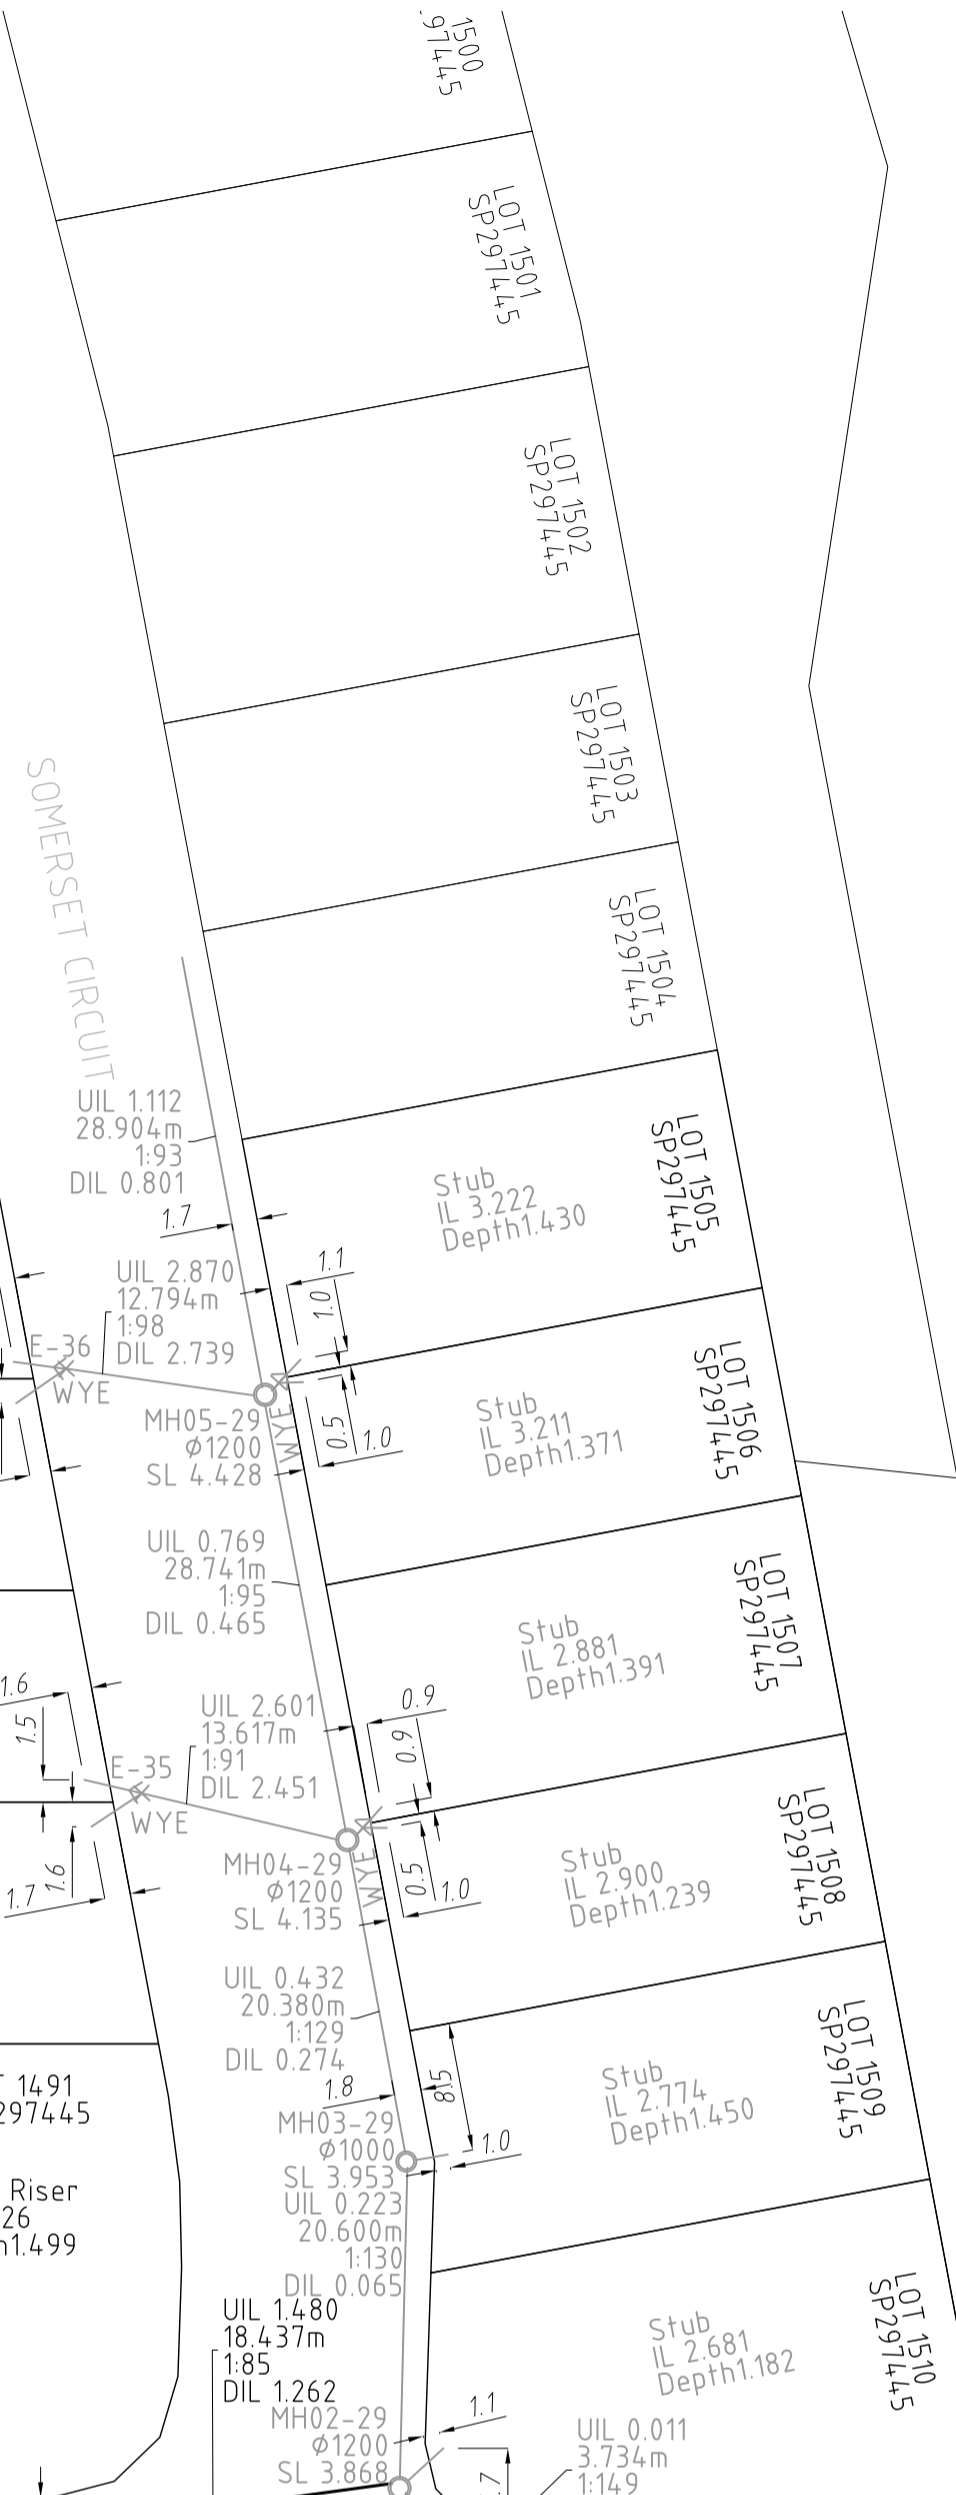 1500
97445
LOT 1501
SP297445
LOT 1502
SP297445
LOT 1503
SP297445
SOMERSET CIRCUIT
LOT 1504
SP297445
UIL 1.112
28.904m
1:93
DIL 0.801
LOT 1505
SP297445
Stub
IL 3.222
Depth1.430
1.7
UIL 2.870
12.794m
1:98
DIL 2.739
1.1
1.0
E-36
WYE
MH05-29
ϕ1200
SL 4.428
WYE
0.5
1.0
Stub
IL 3.211
Depth1.371
LOT 1506
SP297445
UIL 0.769
28.741m
1:95
DIL 0.465
Stub
IL 2.881
Depth1.391
LOT 1507
SP297445
1.6
1.5
UIL 2.601
13.617m
1:91
DIL 2.451
0.9
0.9
E-35
WYE
MH04-29
ϕ1200
SL 4.135
WYE
0.5
1.0
1.6
1.7
Stub
IL 2.900
Depth1.239
LOT 1508
SP297445
UIL 0.432
20.380m
1:129
DIL 0.274
1.8
8.5
Stub
IL 2.774
Depth1.450
LOT 1509
SP297445
1491
297445
MH03-29
ϕ1000
SL 3.953
1.0
UIL 0.223
20.600m
1:130
DIL 0.065
Riser
26
h1.499
UIL 1.480
18.437m
1:85
DIL 1.262
Stub
IL 2.681
Depth1.182
LOT 1510
SP297445
MH02-29
ϕ1200
SL 3.868
1.1
.7
UIL 0.011
3.734m
1:149